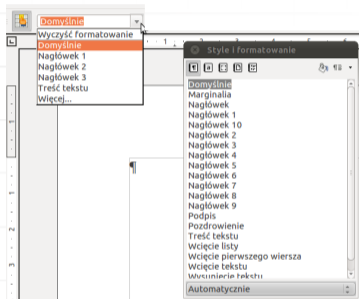 Domyślnie
Wyczyść formatowanie
Domyślnie
Nagłówek 1
Nagłówek 2
Nagłówek 3
Treść tekstu
Więcej...
Style i formatowanie
Domyślnie
Marginalia
Nagłówek
Nagłówek 1
Nagłówek 10
Nagłówek 2
Nagłówek 3
Nagłówek 4
Nagłówek 5
Nagłówek 6
Nagłówek 7
Nagłówek 8
Nagłówek 9
Podpis
Pozdrowienie
Treść tekstu
Wcięcie listy
Wcięcie pierwszego wiersza
Wcięcie tekstu
Wysunięcie tekstu
Automatycznie